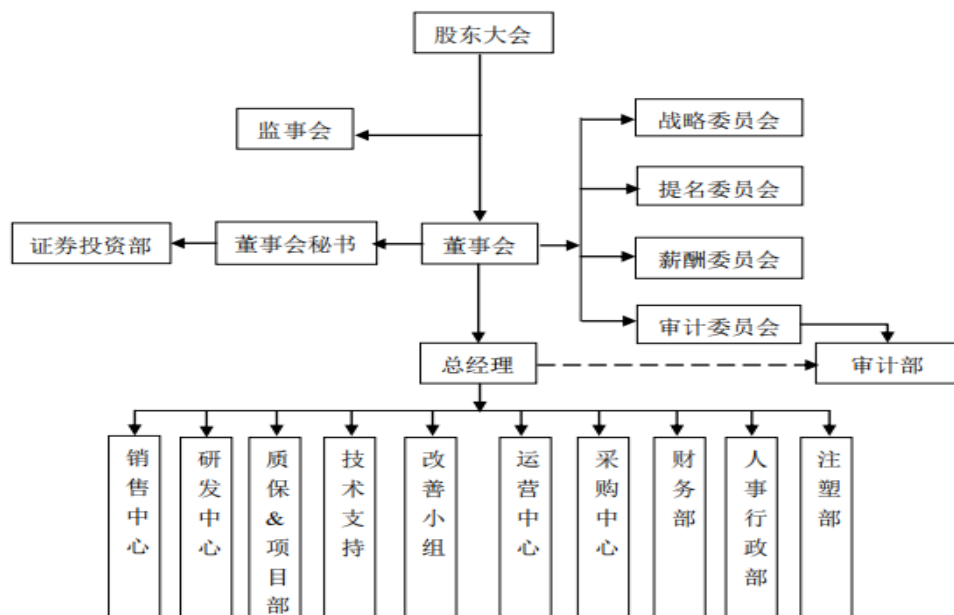 股东大会
监事会
战略委员会
提名委员会
证券投资部
董事会秘书
董事会
薪酬委员会
审计委员会
总经理
审计部
销售中心
研发中心
质保&项目部
技术支持
改善小组
运营中心
采购中心
财务部
人事行政部
注塑部